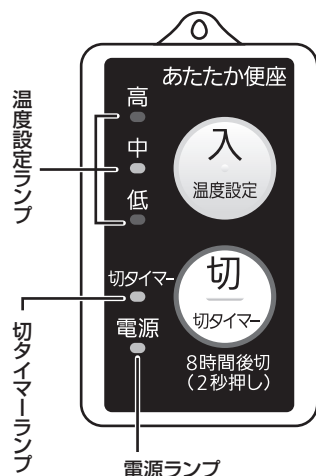 あたたか便座
高
中
低
入
温度設定
切タイマー
電源
切
切タイマー
8時間後切
（2秒押し）
温度設定ランプ
切タイマーランプ
電源ランプ